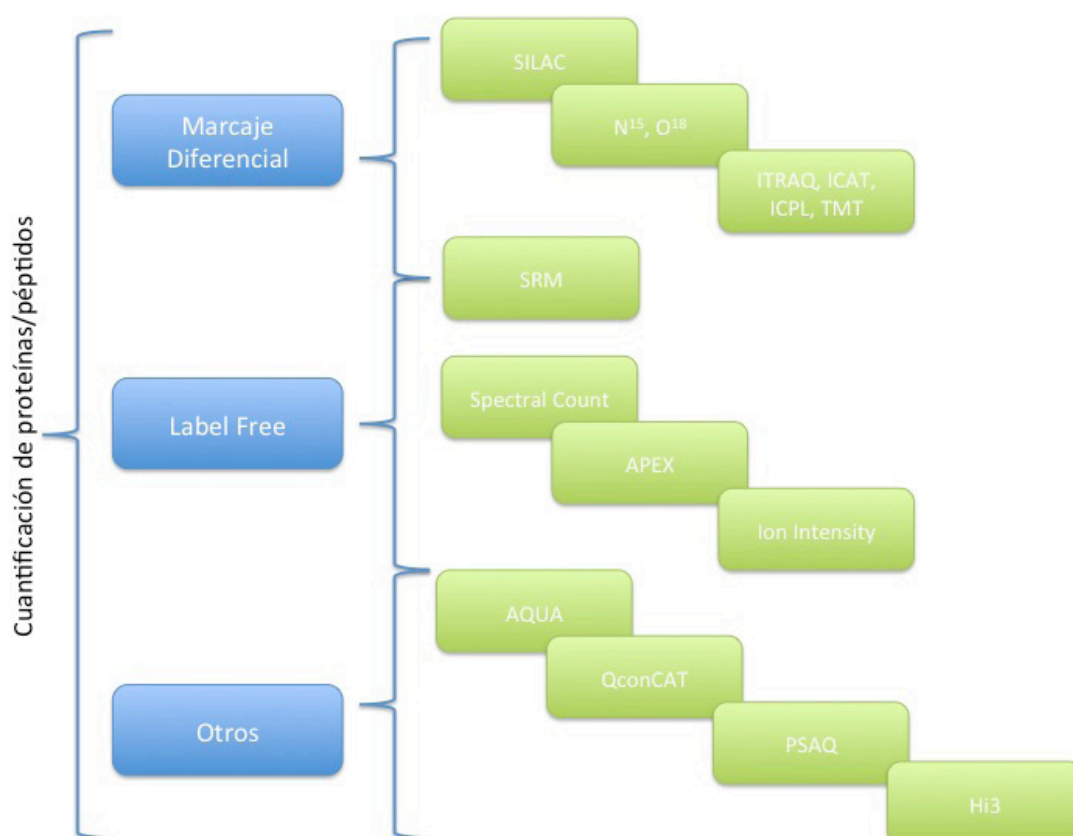 Cuantificación de proteínas/péptidos
Marcaje
Diferencial
Label Free
Otros
SILAC
N¹⁵, O¹⁸
ITRAQ, ICAT,
ICPL, TMT
SRM
Spectral Count
APEX
Ion Intensity
AQUA
QconCAT
PSAQ
Hi3